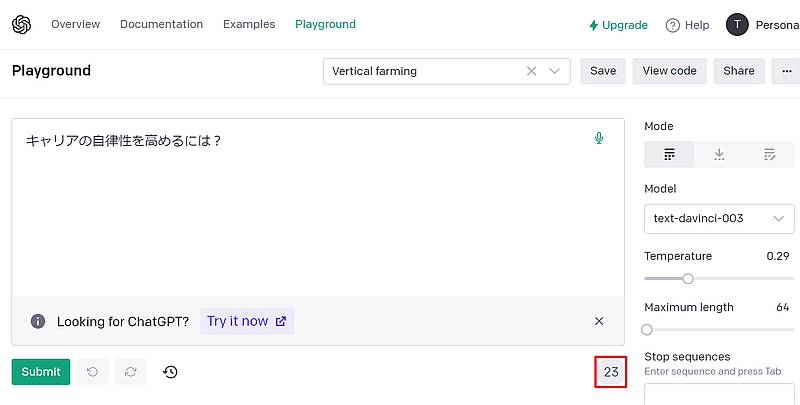 Overview Documentation Examples Playground Upgrade Help T Persona
Playground Vertical farming Save View code Share ...
キャリアの自律性を高めるには？
Mode
Model
text-davinci-003
Temperature 0.29
Maximum length 64
Looking for ChatGPT? Try it now
Stop sequences
Enter sequence and press Tab
Submit 23